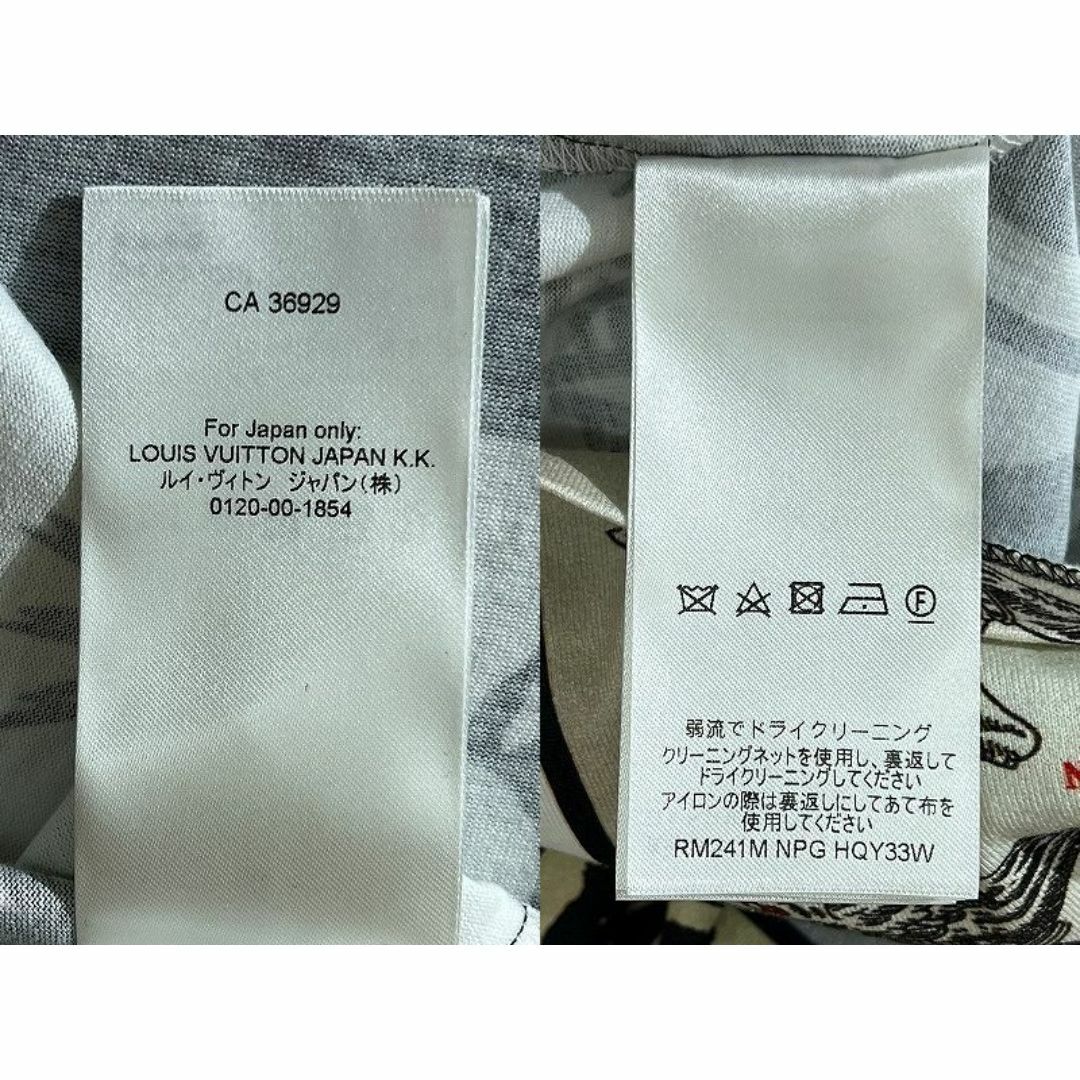 CA 36929
For Japan only:
LOUIS VUITTON JAPAN K.K.
ルイ・ヴィトン ジャパン(株)
0120-00-1854
F
弱流でドライクリーニング
クリーニングネットを使用し、裏返して
ドライクリーニングしてください
アイロンの際は裏返しにしてあて布を
使用してください
RM241M NPG HQY33W